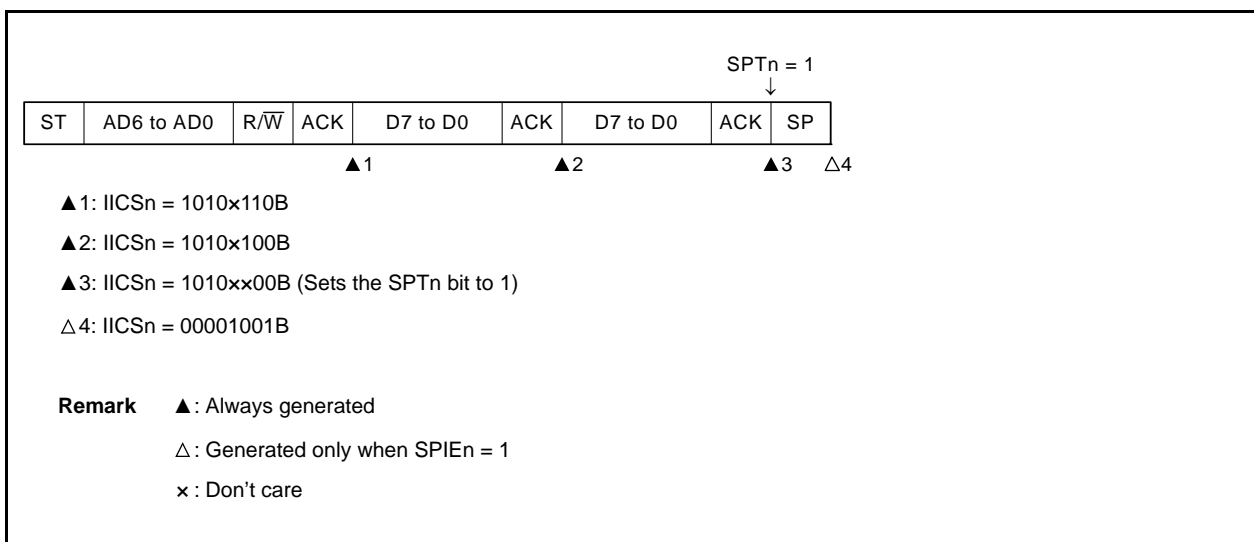 SPTn = 1
↓
ST AD6 to AD0 R/W̅ ACK D7 to D0 ACK D7 to D0 ACK SP
▲1 ▲2 ▲3 △4
▲1: IICSn = 1010×110B
▲2: IICSn = 1010×100B
▲3: IICSn = 1010××00B (Sets the SPTn bit to 1)
△4: IICSn = 00001001B
Remark ▲: Always generated
△: Generated only when SPIEn = 1
×: Don't care